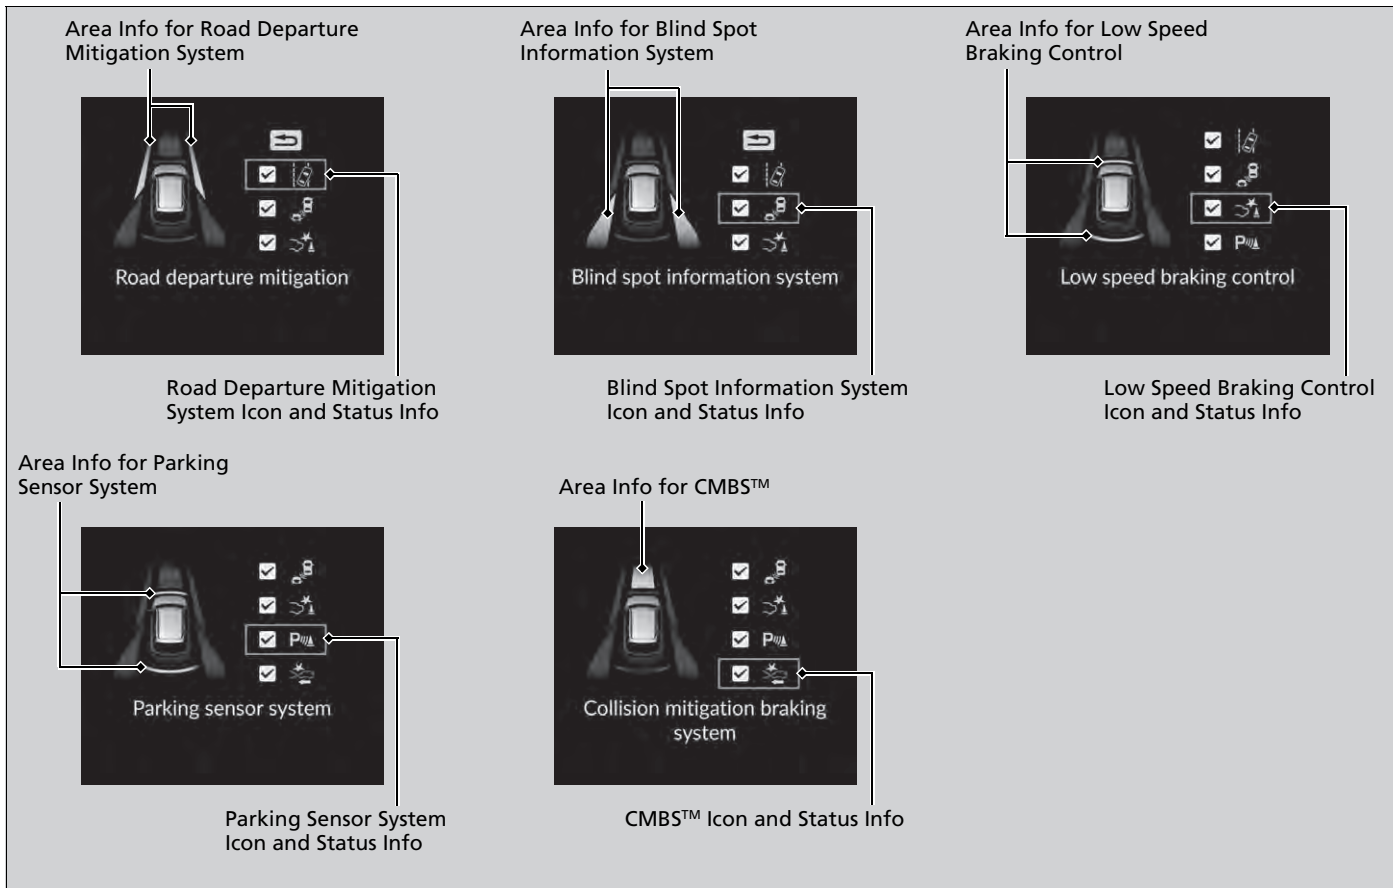 Area Info for Road Departure
Mitigation System
Area Info for Blind Spot
Information System
Area Info for Low Speed
Braking Control
Road departure mitigation
Blind spot information system
P
Low speed braking control
Road Departure Mitigation
System Icon and Status Info
Blind Spot Information System
Icon and Status Info
Low Speed Braking Control
Icon and Status Info
Area Info for Parking
Sensor System
Area Info for CMBS™
P
Parking sensor system
P
Collision mitigation braking
system
Parking Sensor System
Icon and Status Info
CMBS™ Icon and Status Info